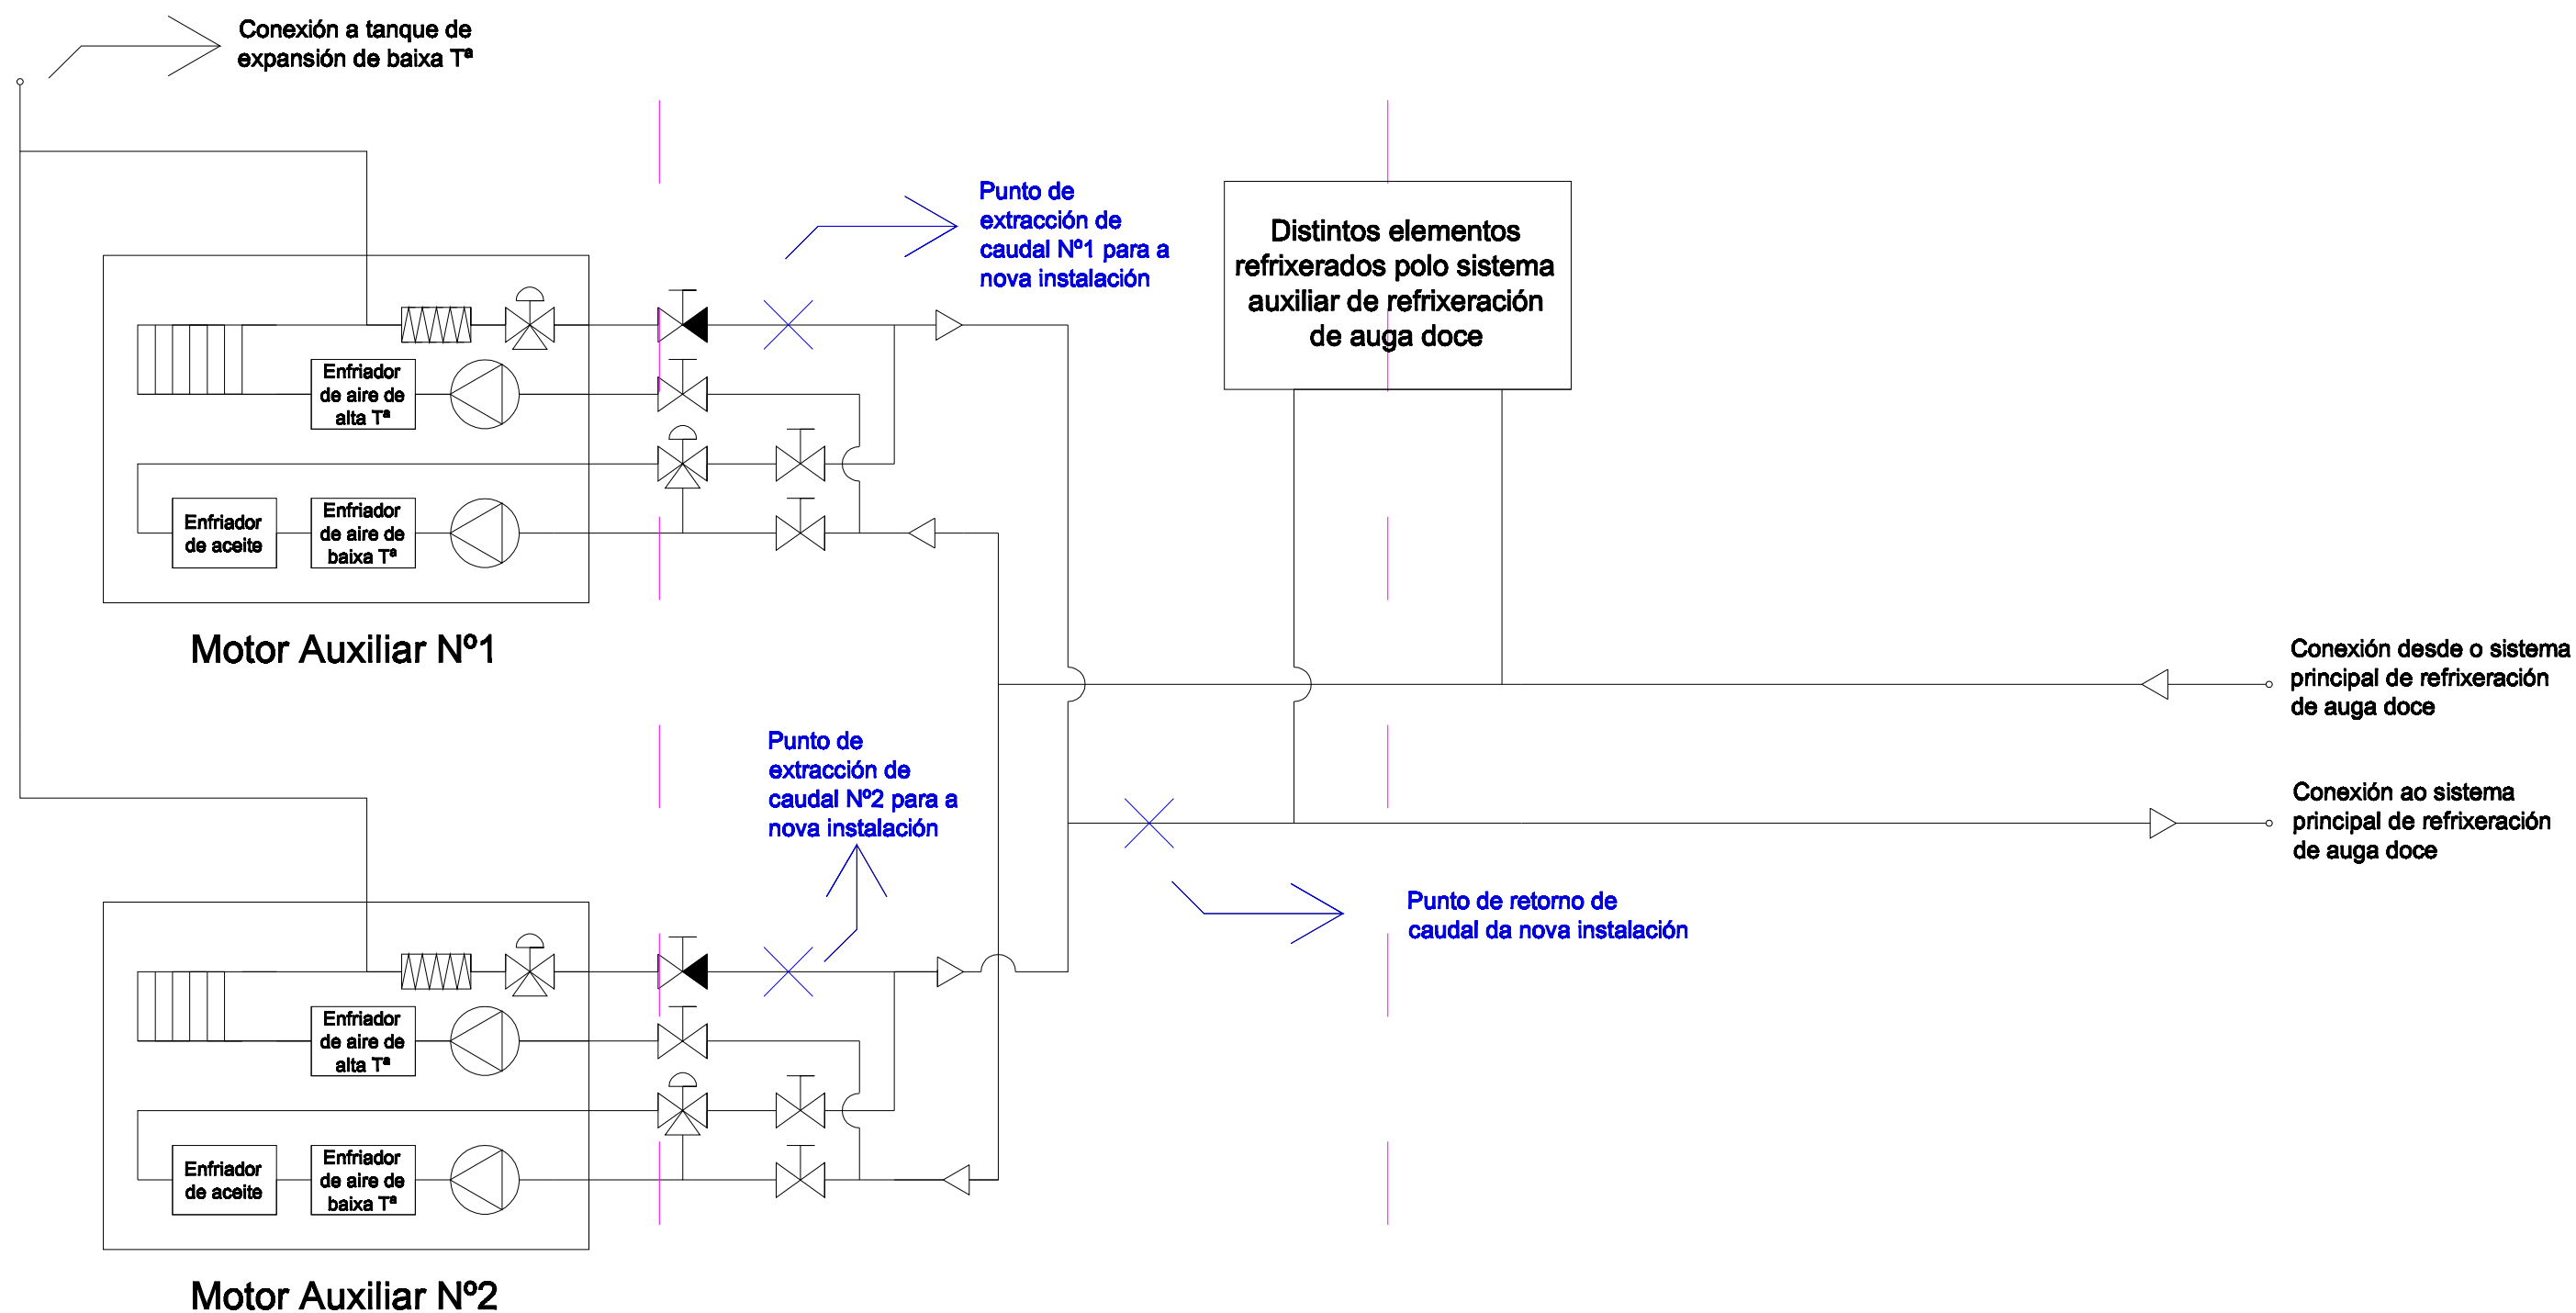 Conexión a tanque de
expansión de baixa Tª
Punto de
extracción de
caudal Nº1 para a
nova instalación
Distintos elementos
refrixerados polo sistema
auxiliar de refrixeración
de auga doce
Enfriador
de aire de
alta Tª
Enfriador
de aceite
Enfriador
de aire de
baixa Tª
Motor Auxiliar Nº1
Conexión desde o sistema
principal de refrixeración
de auga doce
Punto de
extracción de
caudal Nº2 para a
nova instalación
Conexión ao sistema
principal de refrixeración
de auga doce
Punto de retorno de
caudal da nova instalación
Enfriador
de aire de
alta Tª
Enfriador
de aceite
Enfriador
de aire de
baixa Tª
Motor Auxiliar Nº2